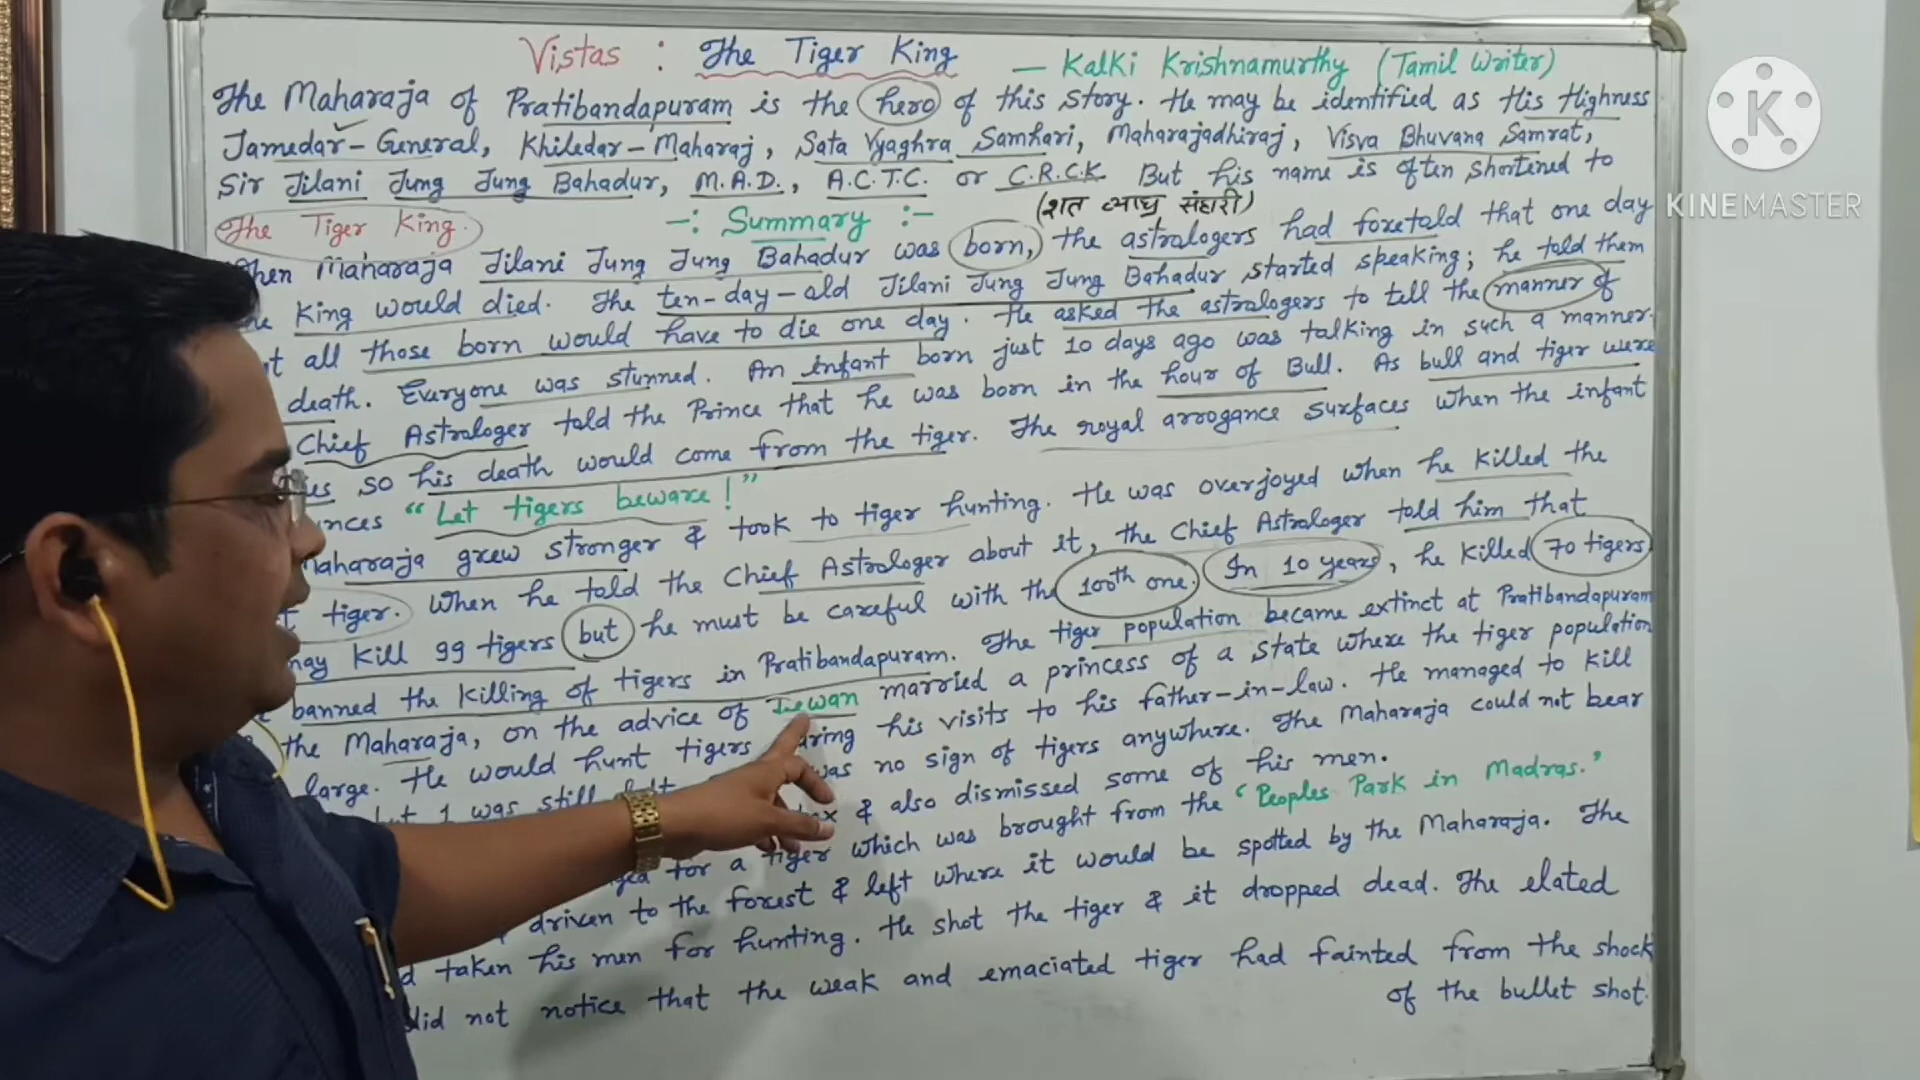 Vistas : The Tiger King — Kalki Krishnamurthy (Tamil Writer)
The Maharaja of Pratibandapuram is the hero of this story. He may be identified as His Highness
Jamedar-General, Khiledar-Maharaj, Sata Vyaghra Samhari, Maharajadhiraj, Visva Bhuvana Samrat,
Sir Jilani Jung Jung Bahadur, M.A.D., A.C.T.C. or C.R.C.K. But his name is often shortened to
The Tiger King. -: Summary :- (शत व्याघ्र संहारी)
When Maharaja Jilani Jung Jung Bahadur was born, the astrologers had foretold that one day
King would died. The ten-day-old Jilani Jung Jung Bahadur started speaking; he told them
all those born would have to die one day. He asked the astrologers to tell the manner of
death. Everyone was stunned. An infant born just 10 days ago was talking in such a manner.
Chief Astrologer told the Prince that he was born in the hour of Bull. As bull and tiger were
so his death would come from the tiger. The royal arrogance surfaces when the infant
"Let tigers beware!"
Maharaja grew stronger & took to tiger hunting. He was overjoyed when he killed the
tiger. When he told the Chief Astrologer about it, the Chief Astrologer told him that
may kill 99 tigers but he must be careful with the 100th one. In 10 years, he killed 70 tigers
banned the killing of tigers in Pratibandapuram. The tiger population became extinct at Pratibandapuram
the Maharaja, on the advice of Dewan married a princess of a state where the tiger population
large. He would hunt tigers during his visits to his father-in-law. He managed to kill
but 1 was still left was no sign of tigers anywhere. The Maharaja could not bear
& also dismissed some of his men.
for a tiger which was brought from the "Peoples Park in Madras."
driven to the forest & left where it would be spotted by the Maharaja. The
taken his men for hunting. He shot the tiger & it dropped dead. The elated
did not notice that the weak and emaciated tiger had fainted from the shock
of the bullet shot.
K
KINEMASTER